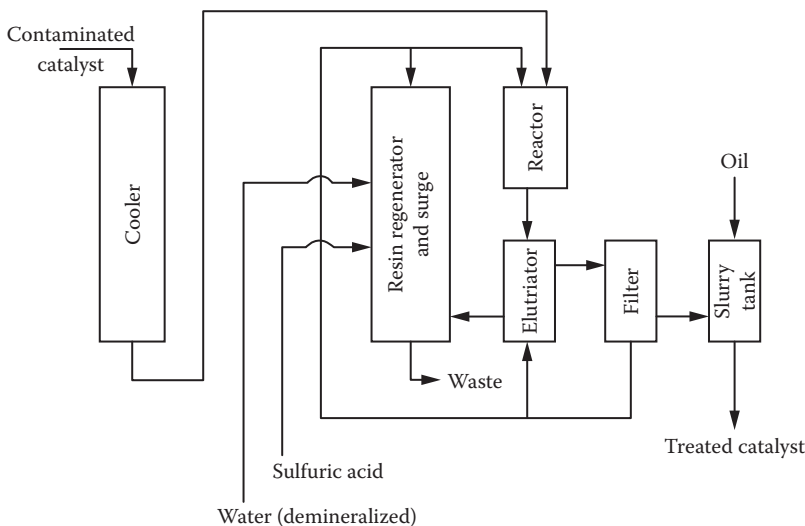 Contaminated
catalyst
Cooler
Resin regenerator
and surge
Reactor
Oil
Elutriator
Filter
Slurry
tank
Waste
Treated catalyst
Sulfuric acid
Water (demineralized)